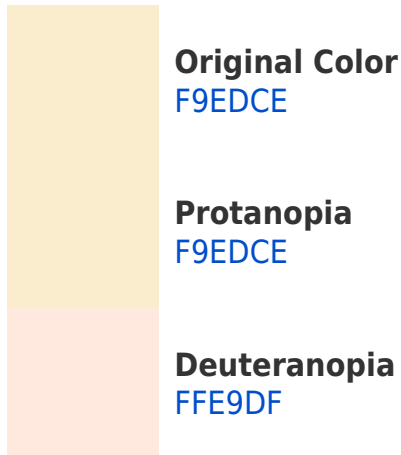 Original Color
F9EDCE
Protanopia
F9EDCE
Deuteranopia
FFE9DF